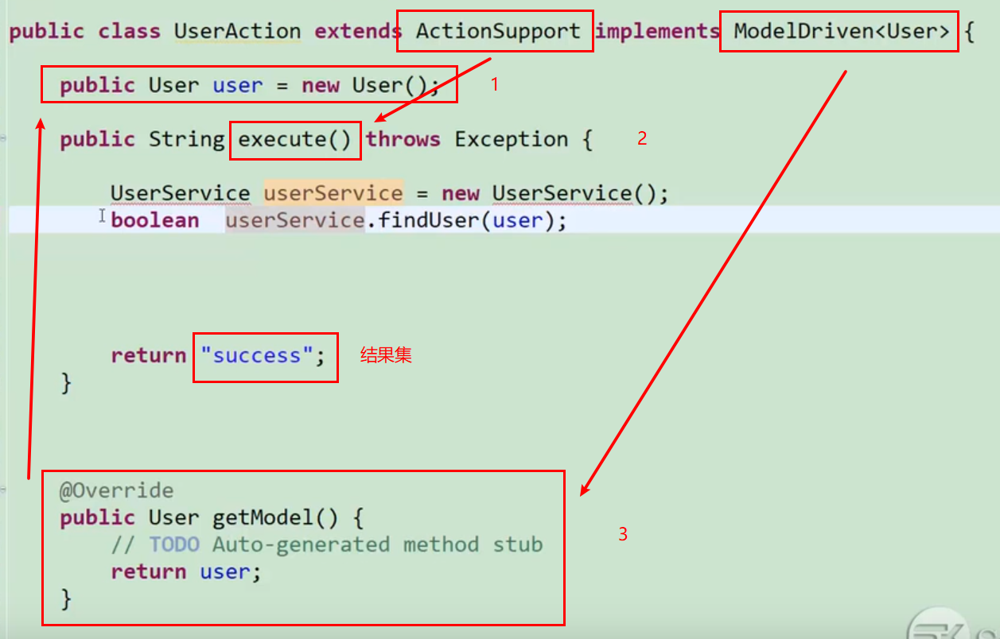 public class UserAction extends ActionSupport implements ModelDriven<User> {
public User user = new User(); 1
public String execute() throws Exception { 2
UserService userService = new UserService();
boolean userService.findUser(user);
return "success"; 结果集
}
@Override
public User getModel() {
// TODO Auto-generated method stub
3
return user;
}